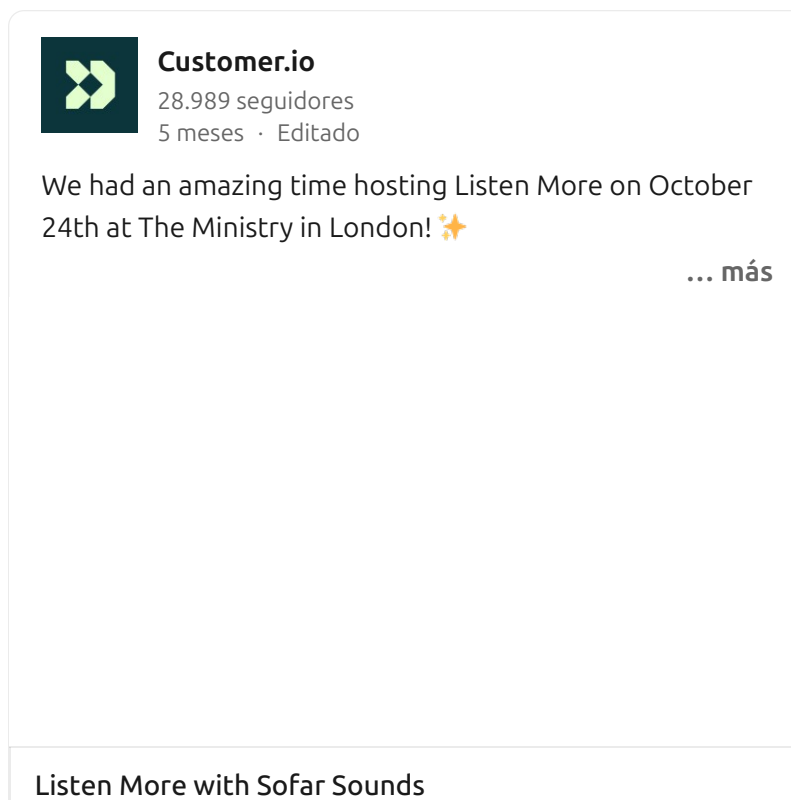 Customer.io
28.989 seguidores
5 meses · Editado
We had an amazing time hosting Listen More on October
24th at The Ministry in London! ✨
… más
Listen More with Sofar Sounds